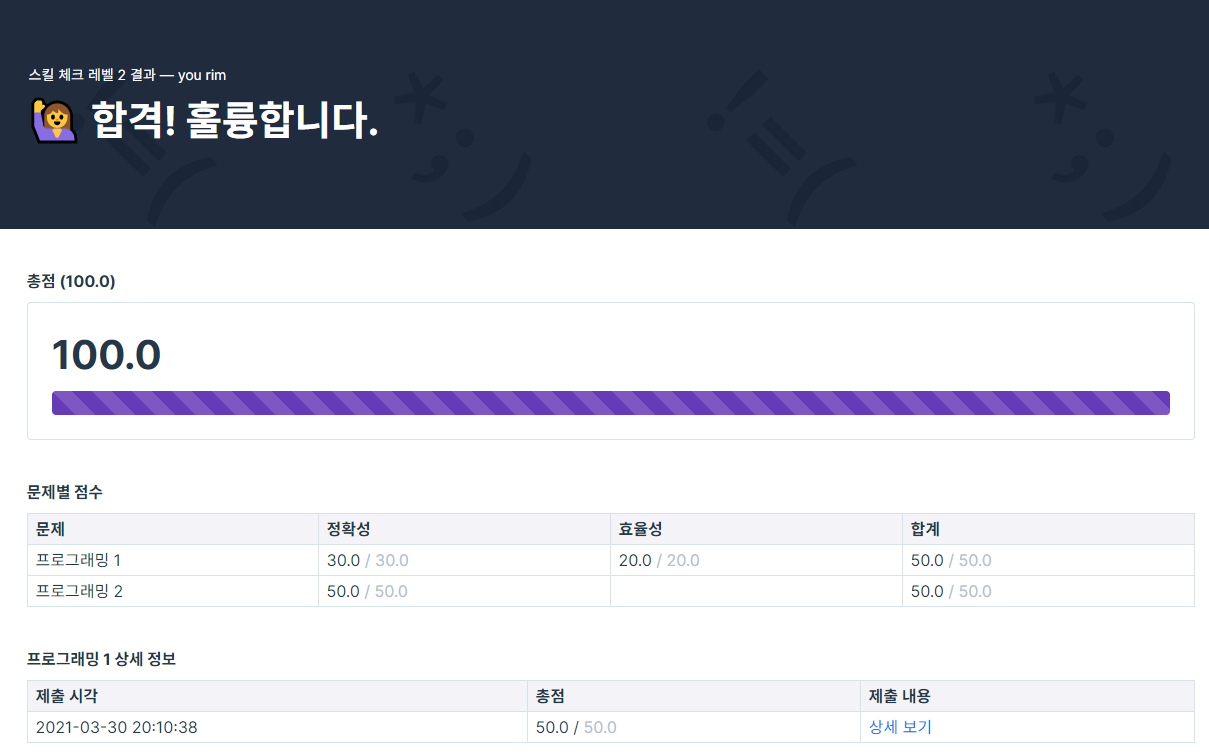 스킬 체크 레벨 2 결과 — you rim
합격! 훌륭합니다.
총점 (100.0)
100.0
문제별 점수
문제 정확성 효율성 합계
프로그래밍 1 30.0 / 30.0 20.0 / 20.0 50.0 / 50.0
프로그래밍 2 50.0 / 50.0 50.0 / 50.0
프로그래밍 1 상세 정보
제출 시각 총점 제출 내용
2021-03-30 20:10:38 50.0 / 50.0 상세 보기